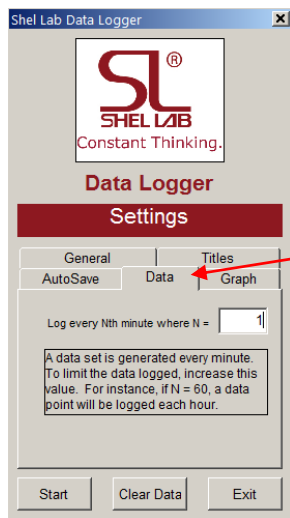 Shel Lab Data Logger
SL®
SHEL LAB
Constant Thinking.
Data Logger
Settings
General Titles
AutoSave Data Graph
Log every Nth minute where N = 1
A data set is generated every minute.
To limit the data logged, increase this
value. For instance, if N = 60, a data
point will be logged each hour.
Start Clear Data Exit